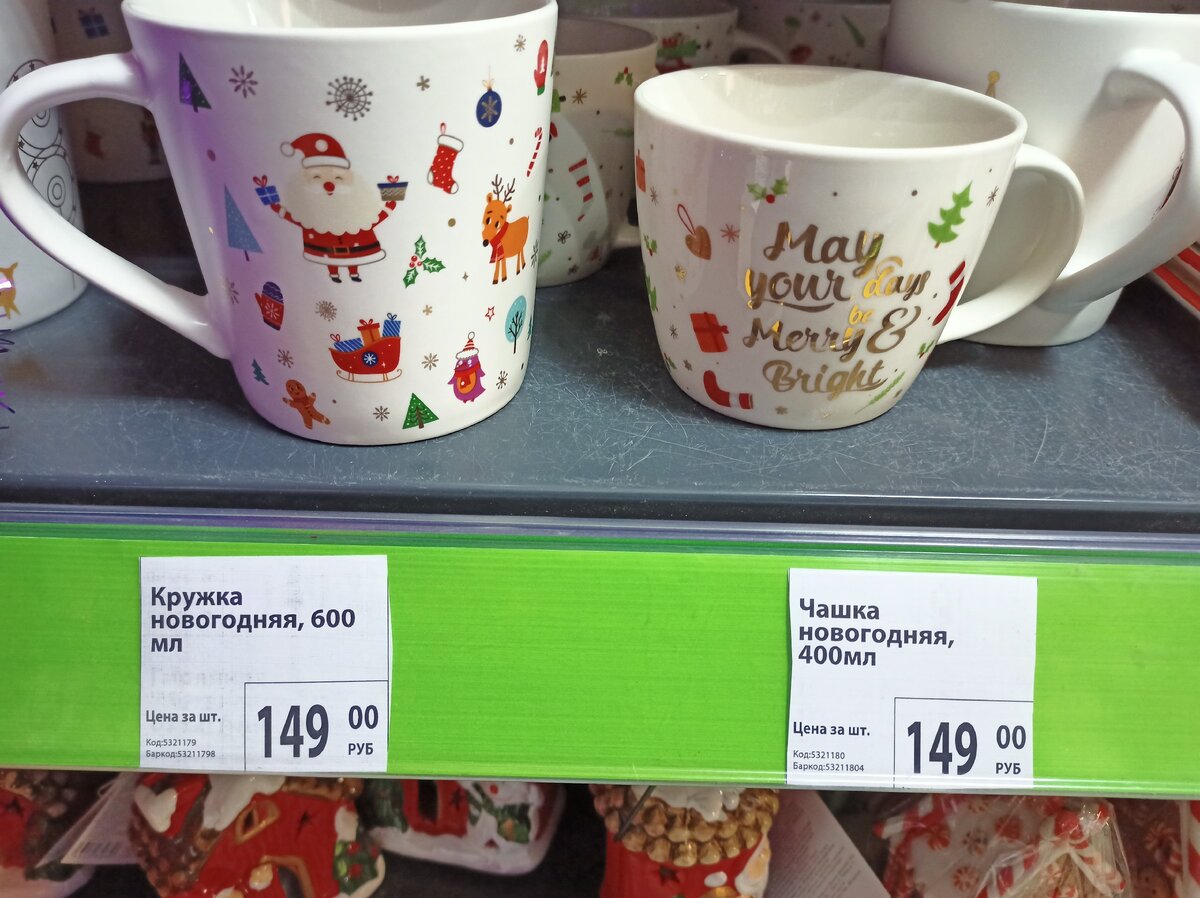 May
your days
be
Merry &
Bright
Кружка
новогодняя, 600
мл
Цена за шт.
149 00
РУБ
Код:5321179
Баркод:53211798
Чашка
новогодняя,
400мл
Цена за шт.
149 00
РУБ
Код:5321180
Баркод:53211804